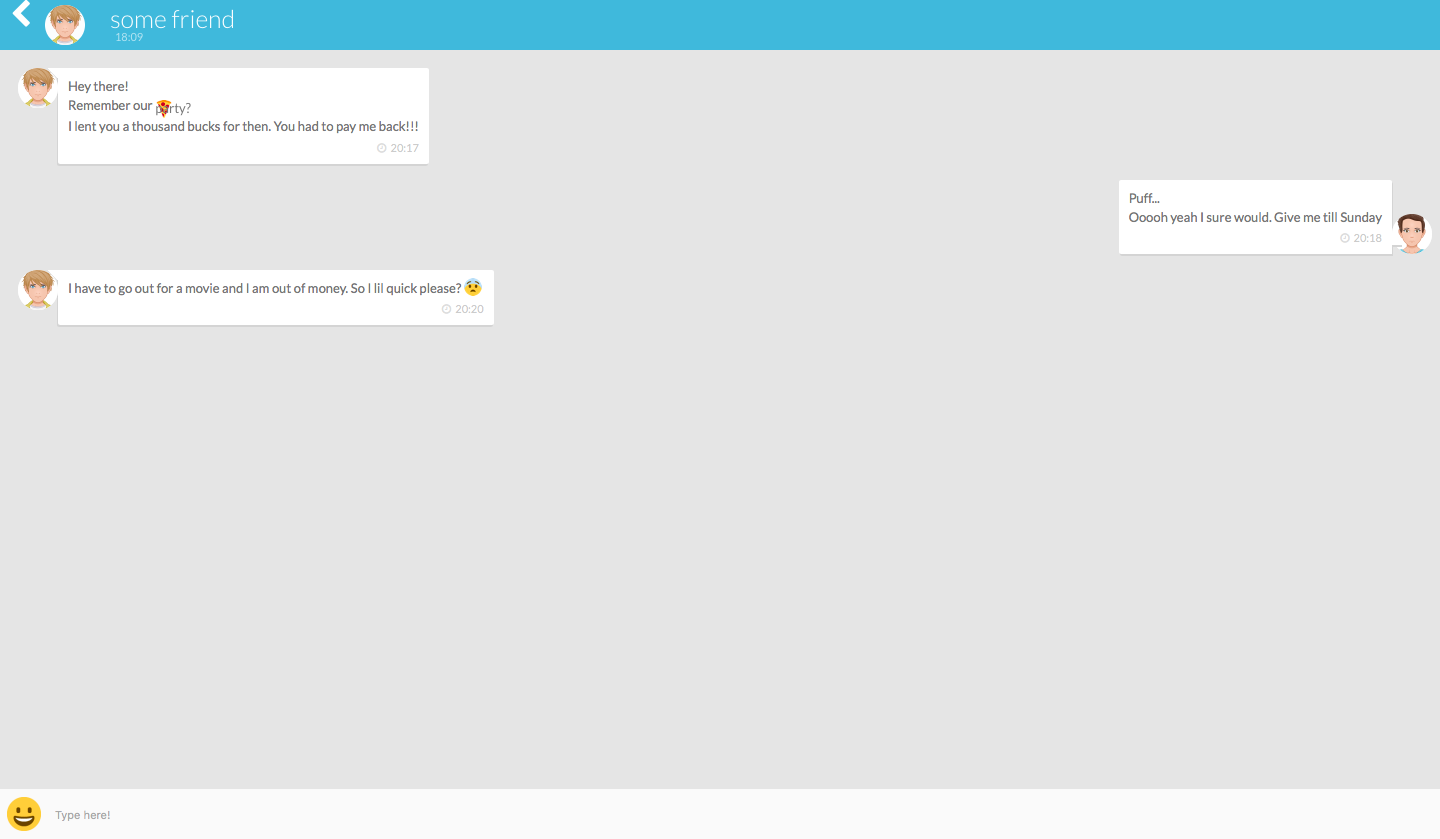 some friend
18:09
Hey there!
Remember our 🍕party?
I lent you a thousand bucks for then. You had to pay me back!!!
20:17
Puff...
Ooooh yeah I sure would. Give me till Sunday
20:18
I have to go out for a movie and I am out of money. So I lil quick please? 😰
20:20
Type here!